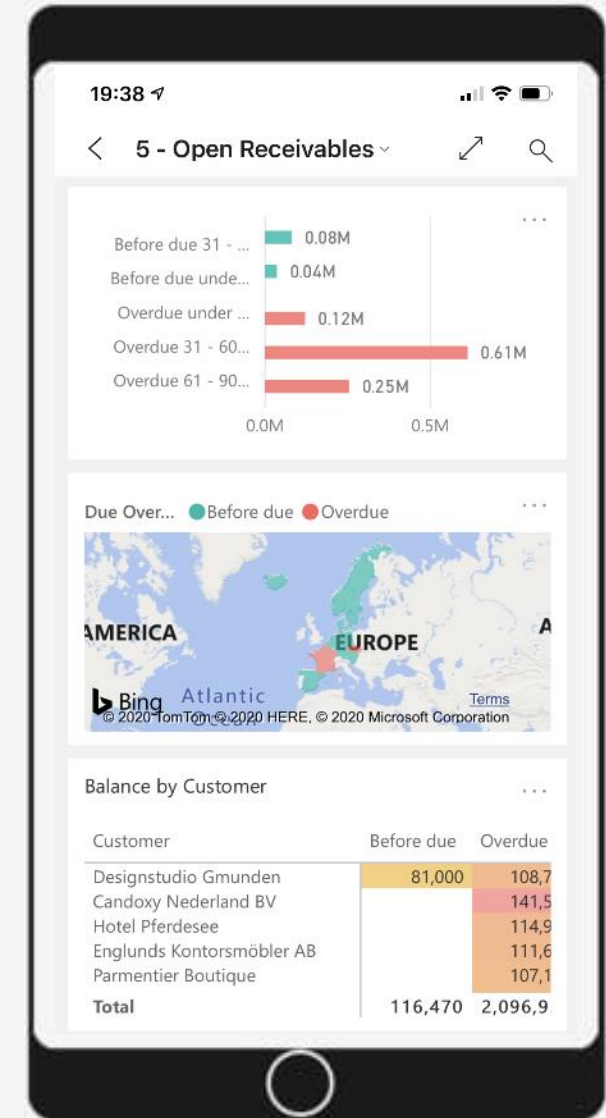 19:38
5 - Open Receivables
Before due 31 - ... 0.08M
Before due unde... 0.04M
Overdue under ... 0.12M
Overdue 31 - 60... 0.61M
Overdue 61 - 90... 0.25M
0.0M 0.5M
Due Over... Before due Overdue
AMERICA
EUROPE
A
Bing
Atlantic
Ocean
Terms
© 2020 TomTom © 2020 HERE, © 2020 Microsoft Corporation
Balance by Customer
Customer Before due Overdue
Designstudio Gmunden 81,000 108,7
Candoxy Nederland BV 141,5
Hotel Pferdesee 114,9
Englunds Kontorsmöbler AB 111,6
Parmentier Boutique 107,1
Total 116,470 2,096,9